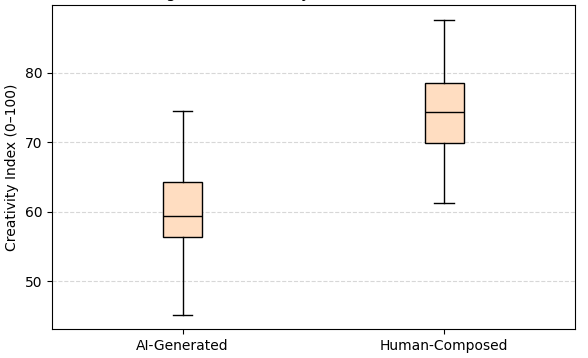 Creativity Index (0–100)
80
70
60
50
AI-Generated
Human-Composed